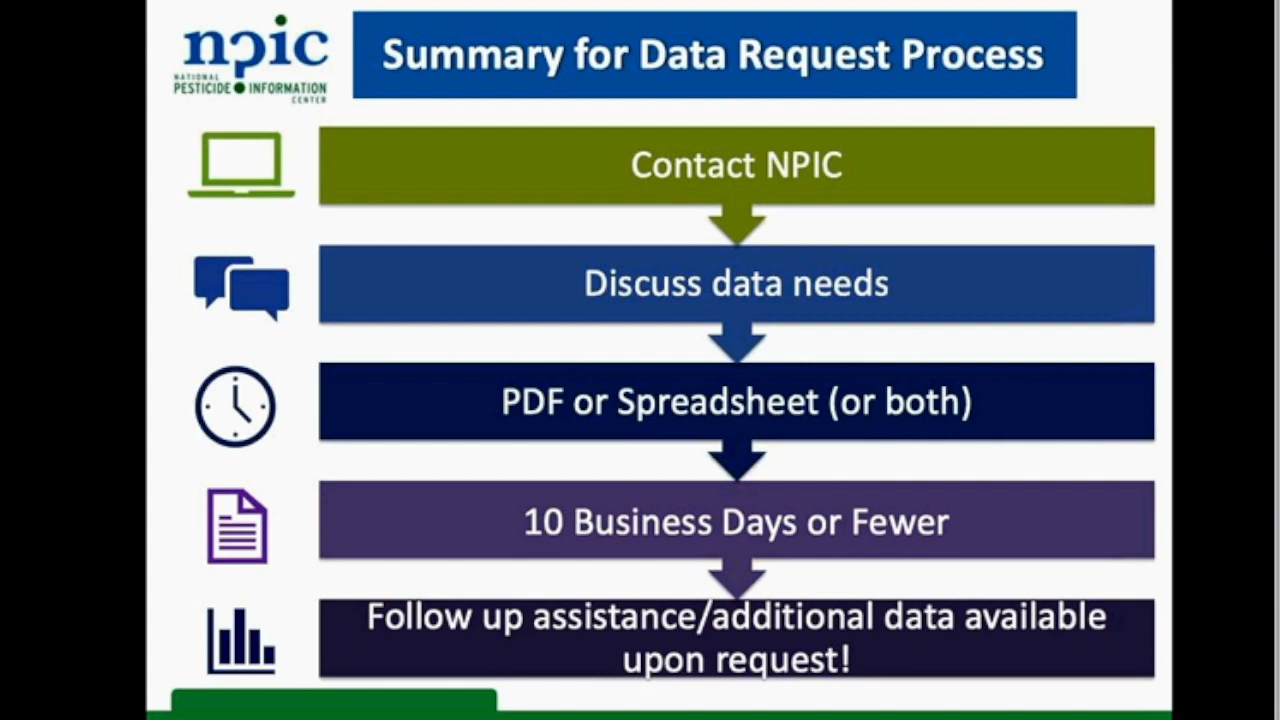 npic
NATIONAL
PESTICIDE INFORMATION
CENTER
Summary for Data Request Process
Contact NPIC
Discuss data needs
PDF or Spreadsheet (or both)
10 Business Days or Fewer
Follow up assistance/additional data available
upon request!